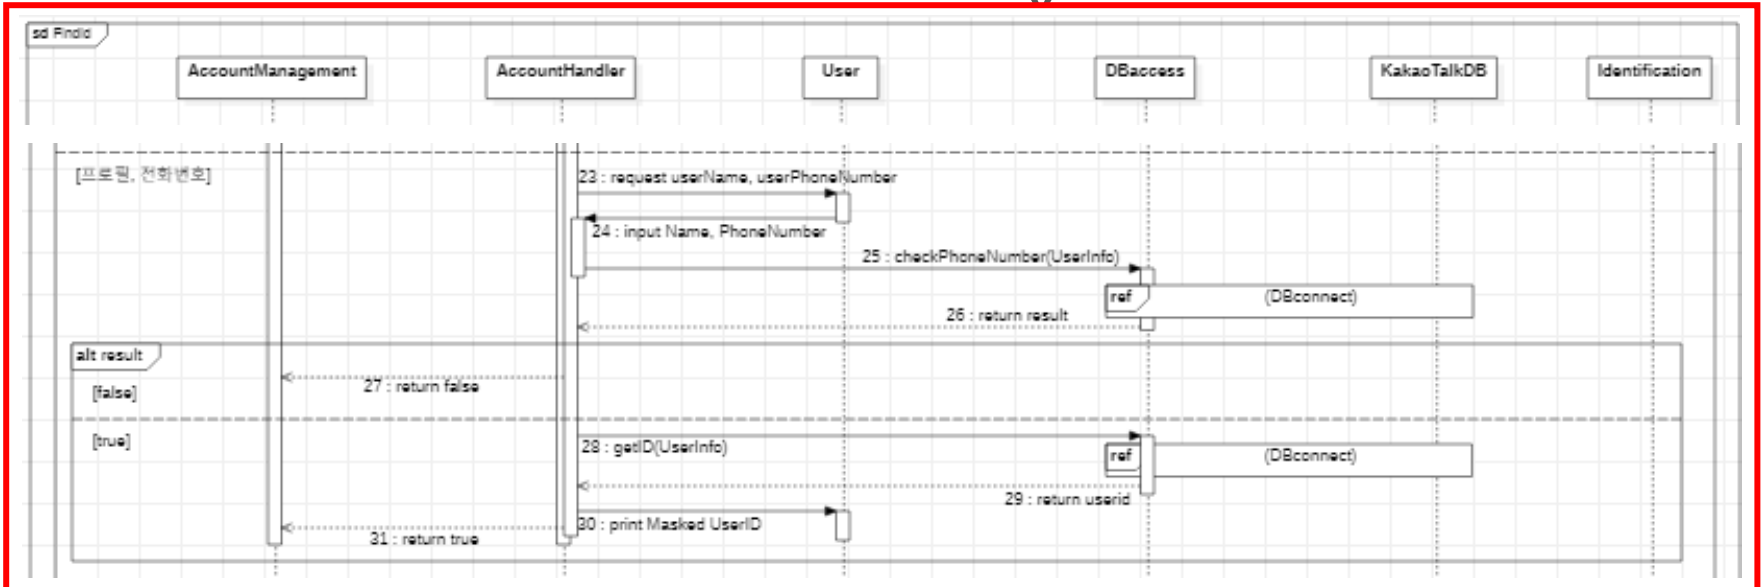 sd FindId
AccountManagement
AccountHandler
User
DBaccess
KakaoTalkDB
Identification
[프로필, 전화번호]
23 : request userName, userPhoneNumber
24 : input Name, PhoneNumber
25 : checkPhoneNumber(UserInfo)
ref
(DBconnect)
26 : return result
alt result
27 : return false
[false]
[true]
28 : getID(UserInfo)
ref
(DBconnect)
29 : return userid
30 : print Masked UserID
31 : return true